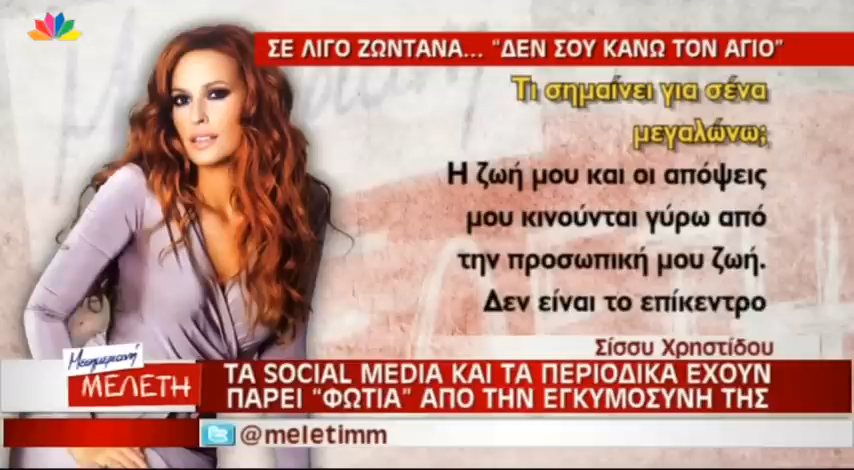 ΣΕ ΛΙΓΟ ΖΩΝΤΑΝΑ... "ΔΕΝ ΣΟΥ ΚΑΝΩ ΤΟΝ ΑΓΙΟ"
Τι σημαίνει για σένα
μεγαλώνω;
Η ζωή μου και οι απόψεις
μου κινούνται γύρω από
την προσωπική μου ζωή.
Δεν είναι το επίκεντρο
Σίσσυ Χρηστίδου
Μεσημεριανή
ΜΕΛΕΤΗ
ΤΑ SOCIAL MEDIA ΚΑΙ ΤΑ ΠΕΡΙΟΔΙΚΑ ΕΧΟΥΝ
ΠΑΡΕΙ "ΦΩΤΙΑ" ΑΠΟ ΤΗΝ ΕΓΚΥΜΟΣΥΝΗ ΤΗΣ
@meletimm